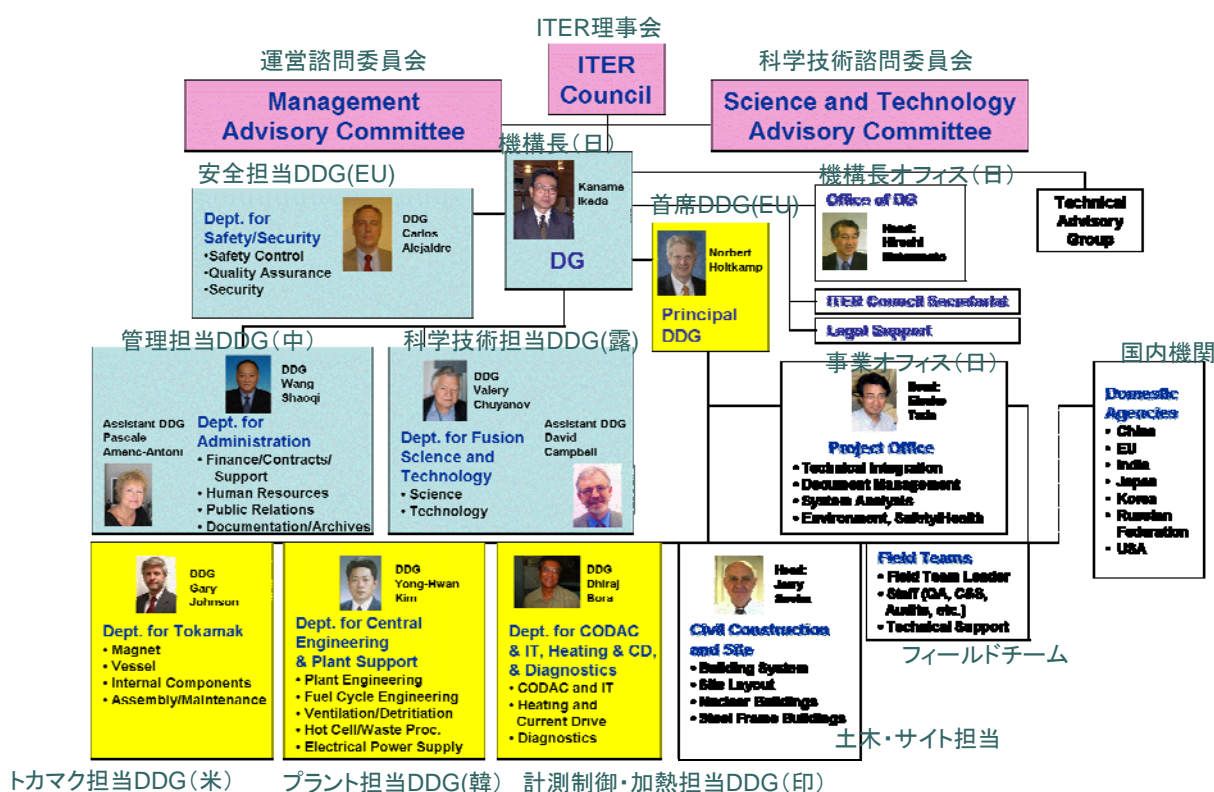 ITER理事会
ITER
Council
運営諮問委員会
Management
Advisory Committee
科学技術諮問委員会
Science and Technology
Advisory Committee
機構長(日)
Kaname
Ikeda
DG
安全担当DDG(EU)
Dept. for
Safety/Security
•Safety Control
•Quality Assurance
•Security
DDG
Carlos
Alejaldre
首席DDG(EU)
Norbert
Holtkamp
Principal
DDG
機構長オフィス(日)
Office of DG
Head:
Hiroshi
Technical
Advisory
Group
ITER Council Secretariat
Legal Support
管理担当DDG(中)
DDG
Wang
Shaoqi
Assistant DDG
Pascale
Amenc-Antoni
Dept. for
Administration
• Finance/Contracts/
Support
• Human Resources
• Public Relations
• Documentation/Archives
科学技術担当DDG(露)
DDG
Valery
Chuyanov
Dept. for Fusion
Science and
Technology
• Science
• Technology
Assistant DDG
David
Campbell
事業オフィス(日)
Head:
Tada
Project Office
• Technical Integration
• Document Management
• System Analysis
• Environment, Safety/Health
国内機関
Domestic
Agencies
• China
• EU
• India
• Japan
• Korea
• Russian
Federation
• USA
DDG
Gary
Johnson
Dept. for Tokamak
• Magnet
• Vessel
• Internal Components
• Assembly/Maintenance
トカマク担当DDG(米)
DDG
Yong-Hwan
Kim
Dept. for Central
Engineering
& Plant Support
• Plant Engineering
• Fuel Cycle Engineering
• Ventilation/Detritiation
• Hot Cell/Waste Proc.
• Electrical Power Supply
プラント担当DDG(韓)
DDG
Dhiraj
Bora
Dept. for CODAC
& IT, Heating & CD,
& Diagnostics
• CODAC and IT
• Heating and
Current Drive
• Diagnostics
計測制御・加熱担当DDG(印)
Head:
Jerry
Civil Construction
and Site
• Building System
• Site Layout
• Nuclear Buildings
• Steel Frame Buildings
土木・サイト担当
Field Teams
• Field Team Leader
• Staff (QA, C&S,
Audits, etc.)
• Technical Support
フィールドチーム